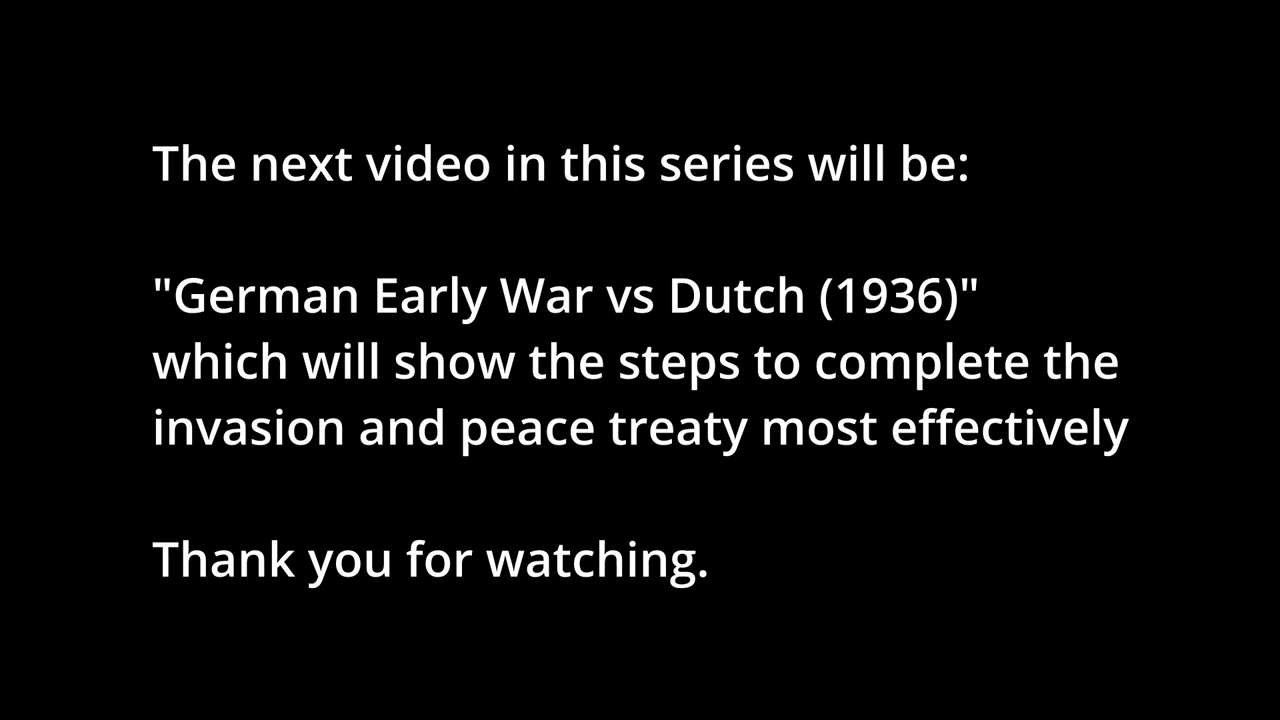 The next video in this series will be:
"German Early War vs Dutch (1936)"
which will show the steps to complete the
invasion and peace treaty most effectively
Thank you for watching.